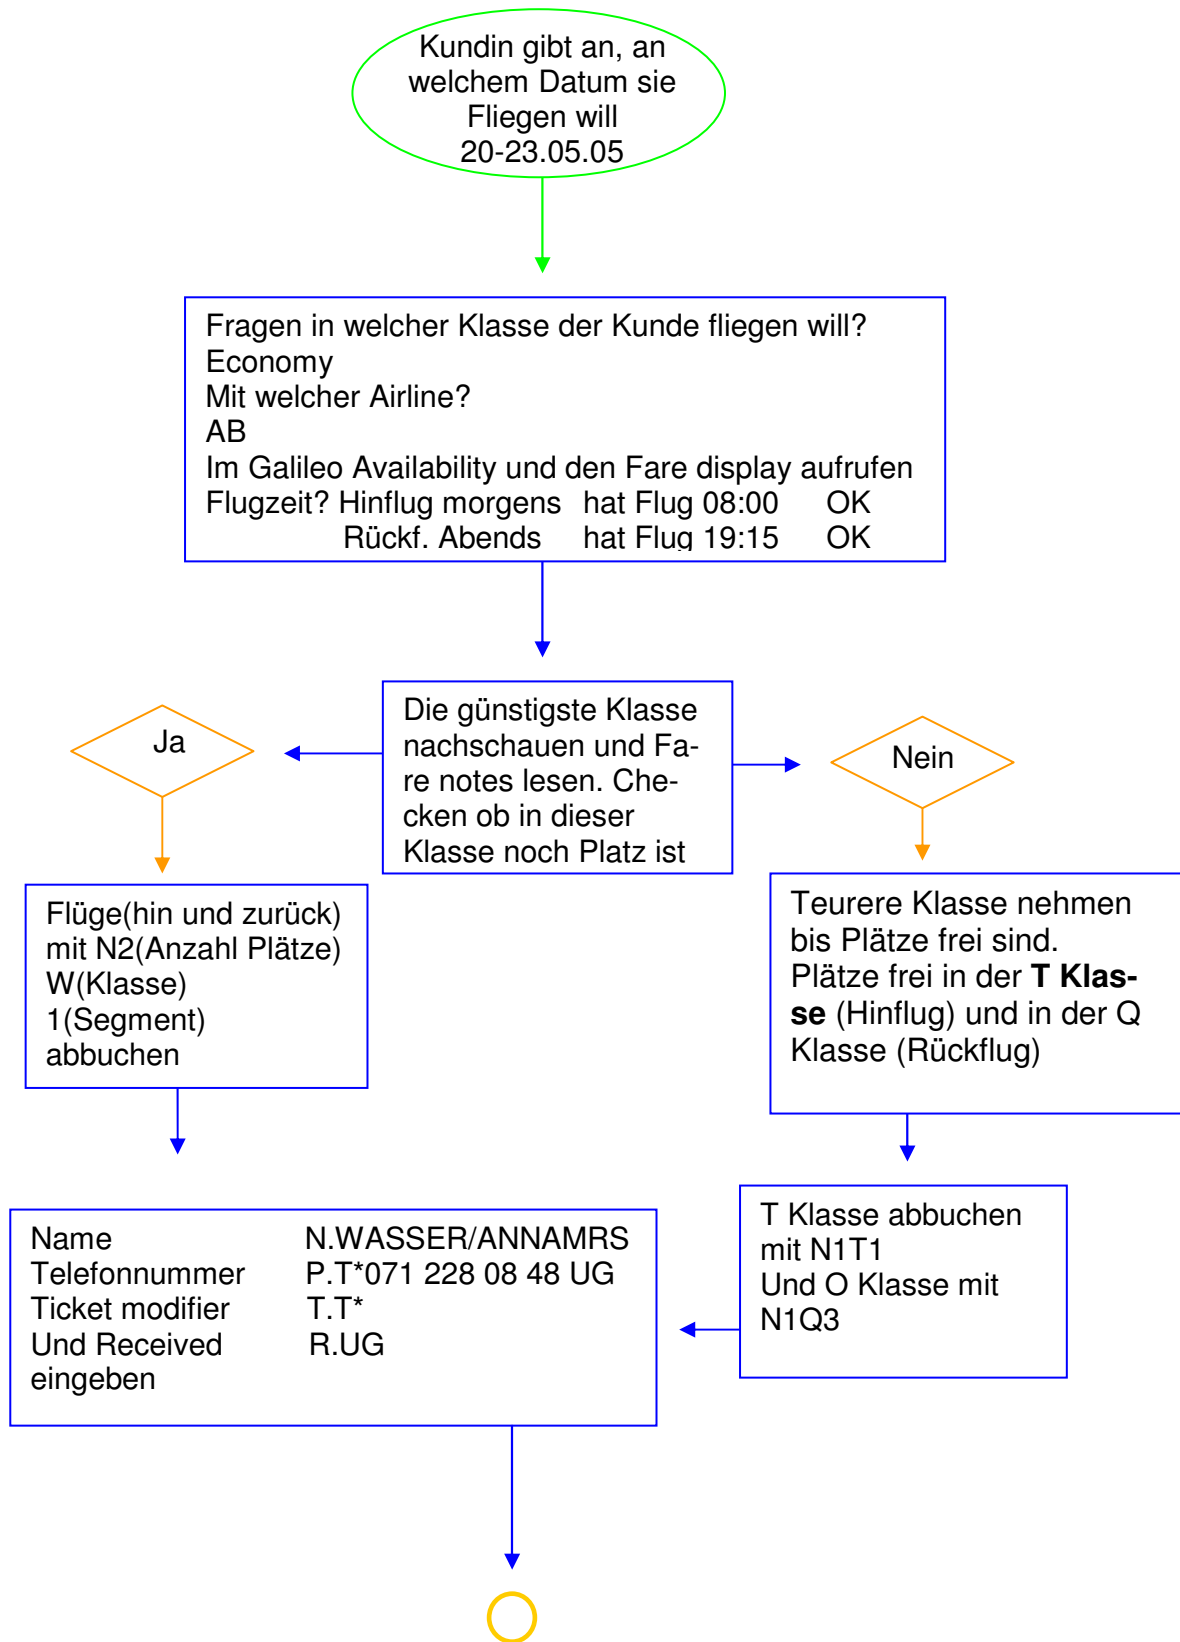 Kundin gibt an, an
welchem Datum sie
Fliegen will
20-23.05.05
Fragen in welcher Klasse der Kunde fliegen will?
Economy
Mit welcher Airline?
AB
Im Galileo Availability und den Fare display aufrufen
Flugzeit? Hinflug morgens hat Flug 08:00 OK
Rückf. Abends hat Flug 19:15 OK
Die günstigste Klasse
nachschauen und Fa-
re notes lesen. Che-
cken ob in dieser
Klasse noch Platz ist
Ja
Nein
Flüge(hin und zurück)
mit N2(Anzahl Plätze)
W(Klasse)
1(Segment)
abbuchen
Teurere Klasse nehmen
bis Plätze frei sind.
Plätze frei in der T Klas-
se (Hinflug) und in der Q
Klasse (Rückflug)
T Klasse abbuchen
mit N1T1
Und O Klasse mit
N1Q3
Name N.WASSER/ANNAMRS
Telefonnummer P.T*071 228 08 48 UG
Ticket modifier T.T*
Und Received R.UG
eingeben